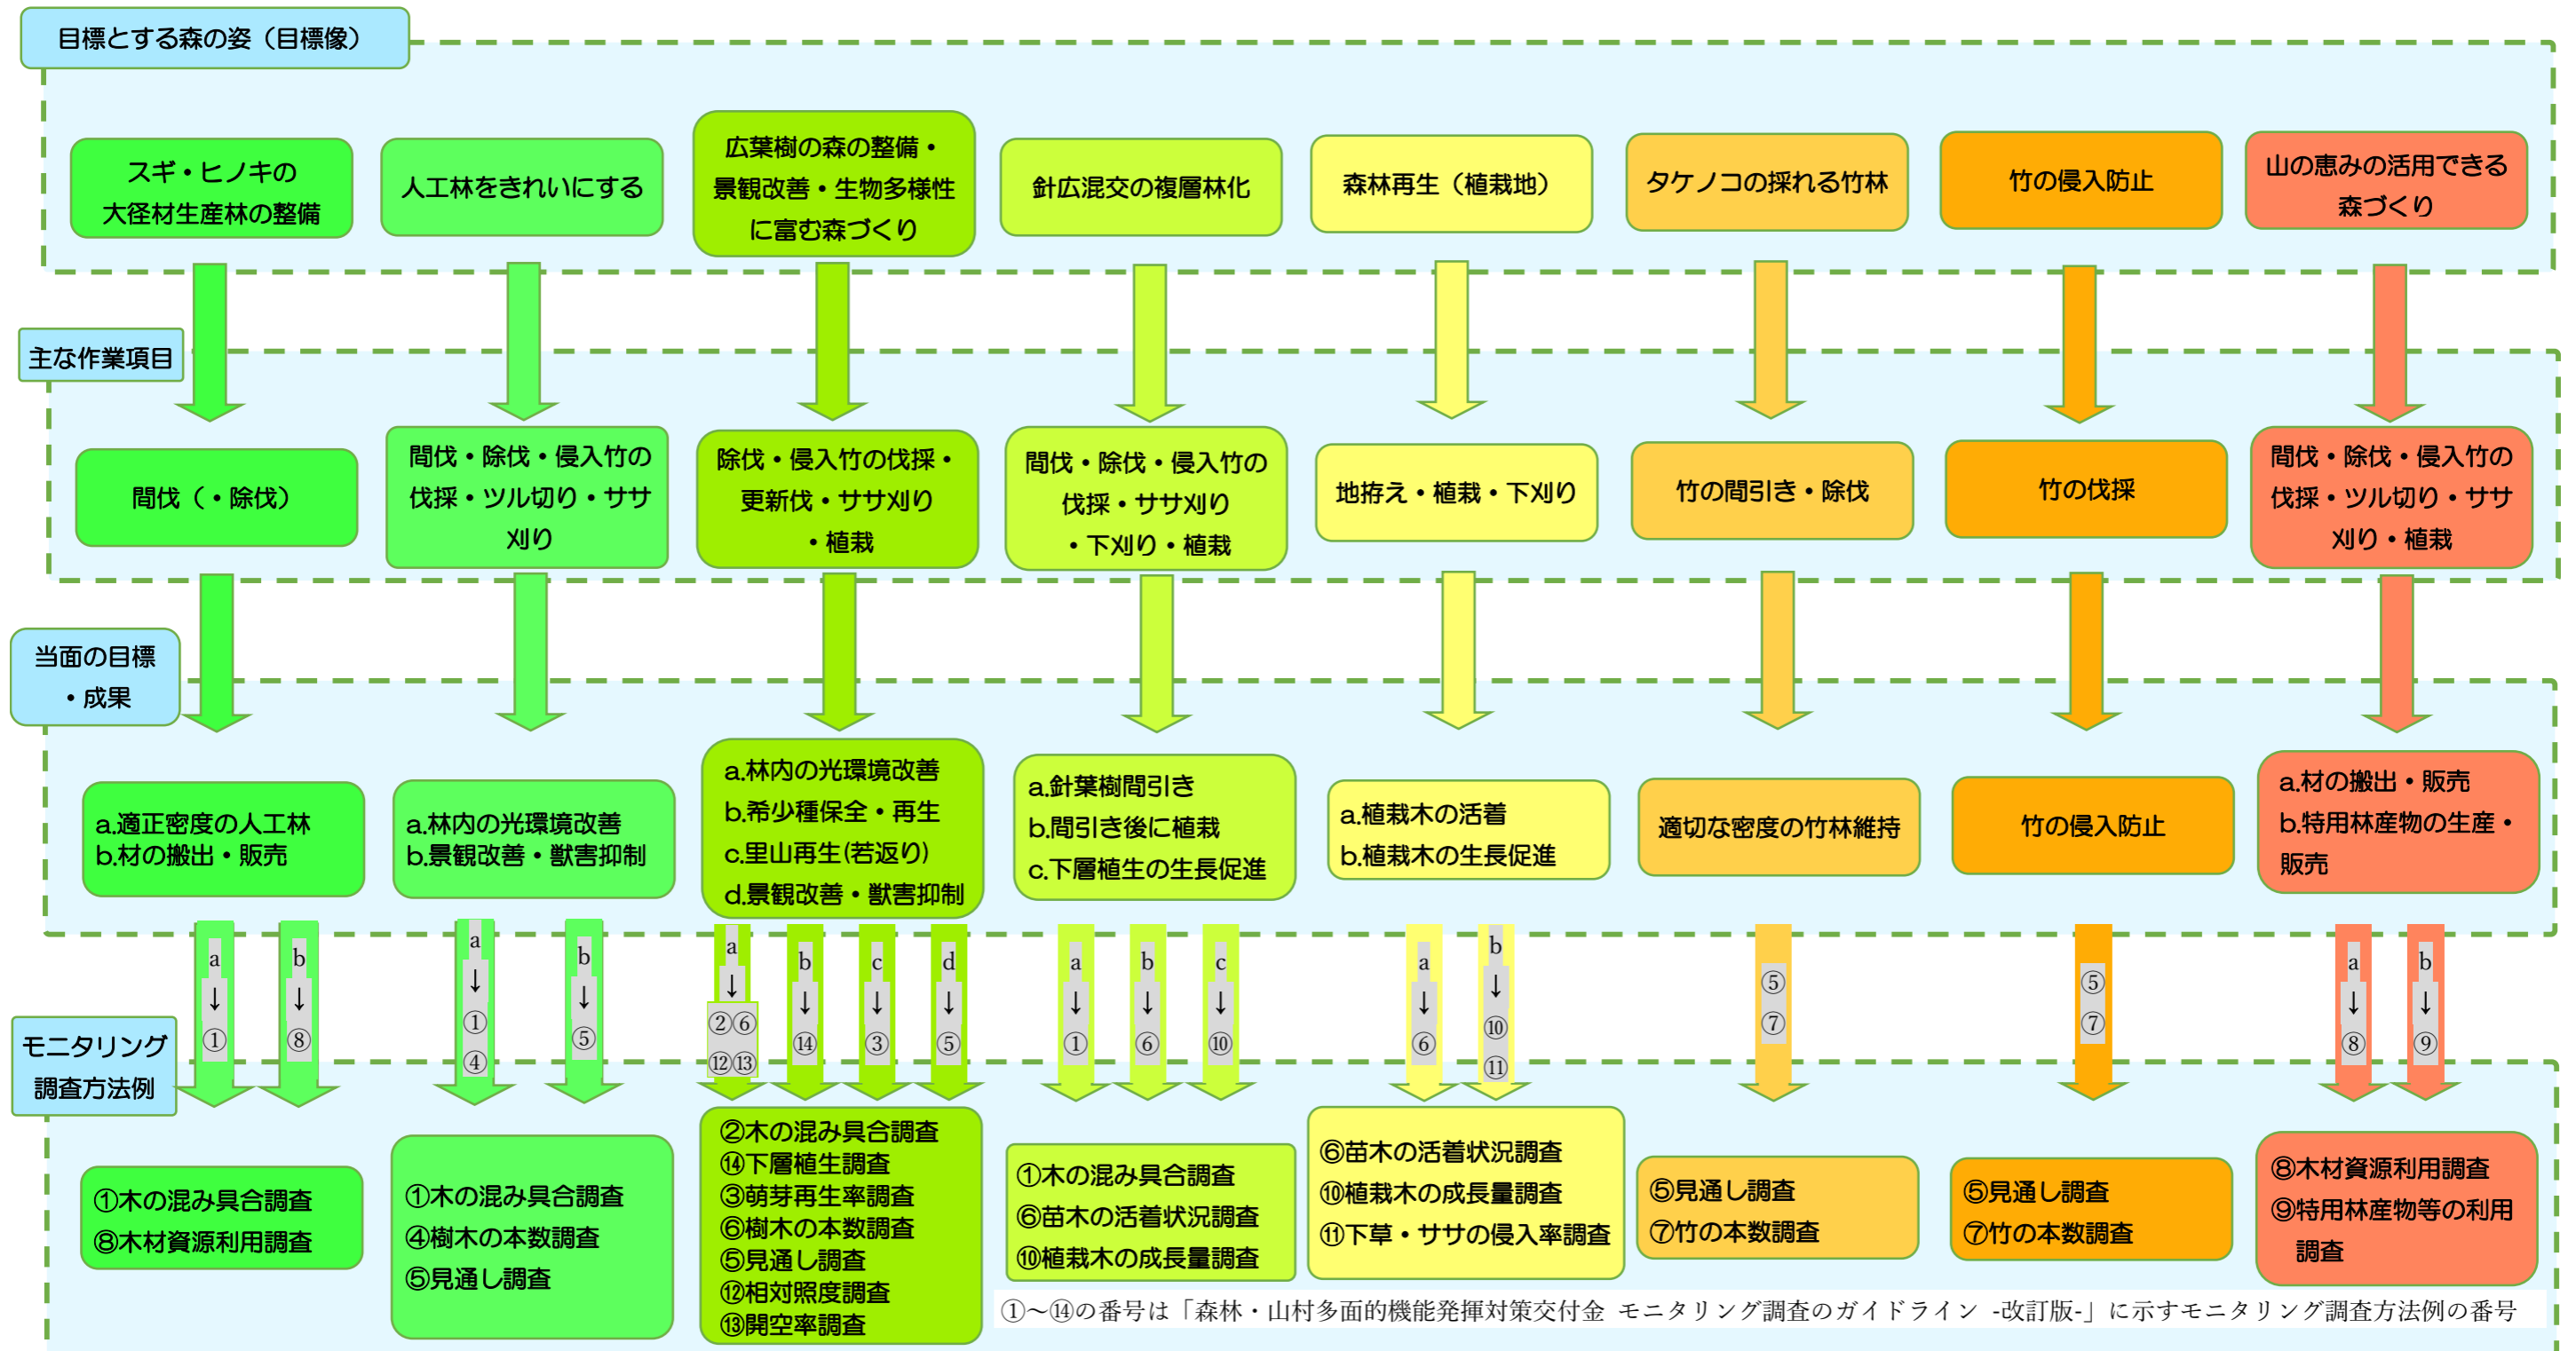 目標とする森の姿（目標像）
スギ・ヒノキの
大径材生産林の整備
人工林をきれいにする
広葉樹の森の整備・
景観改善・生物多様性
に富む森づくり
針広混交の複層林化
森林再生（植栽地）
タケノコの採れる竹林
竹の侵入防止
山の恵みの活用できる
森づくり
主な作業項目
間伐（・除伐）
間伐・除伐・侵入竹の
伐採・ツル切り・ササ
刈り
除伐・侵入竹の伐採・
更新伐・ササ刈り
・植栽
間伐・除伐・侵入竹の
伐採・ササ刈り
・下刈り・植栽
地拵え・植栽・下刈り
竹の間引き・除伐
竹の伐採
間伐・除伐・侵入竹の
伐採・ツル切り・ササ
刈り・植栽
当面の目標
・成果
a.適正密度の人工林
b.材の搬出・販売
a.林内の光環境改善
b.景観改善・獣害抑制
a.林内の光環境改善
b.希少種保全・再生
c.里山再生(若返り)
d.景観改善・獣害抑制
a.針葉樹間引き
b.間引き後に植栽
c.下層植生の生長促進
a.植栽木の活着
b.植栽木の生長促進
適切な密度の竹林維持
竹の侵入防止
a.材の搬出・販売
b.特用林産物の生産・
販売
a
↓
①
b
↓
⑧
a
↓
①
④
b
↓
⑤
a
↓
②⑥
⑫⑬
b
↓
⑭
c
↓
③
d
↓
⑤
a
↓
①
b
↓
⑥
c
↓
⑩
a
↓
⑥
b
↓
⑩
⑪
⑤
⑦
⑤
⑦
a
↓
⑧
b
↓
⑨
モニタリング
調査方法例
①木の混み具合調査
⑧木材資源利用調査
①木の混み具合調査
④樹木の本数調査
⑤見通し調査
②木の混み具合調査
⑭下層植生調査
③萌芽再生率調査
⑥樹木の本数調査
⑤見通し調査
⑫相対照度調査
⑬開空率調査
①木の混み具合調査
⑥苗木の活着状況調査
⑩植栽木の成長量調査
⑥苗木の活着状況調査
⑩植栽木の成長量調査
⑪下草・ササの侵入率調査
⑤見通し調査
⑦竹の本数調査
⑤見通し調査
⑦竹の本数調査
⑧木材資源利用調査
⑨特用林産物等の利用
調査
①～⑭の番号は「森林・山村多面的機能発揮対策交付金 モニタリング調査のガイドライン -改訂版-」に示すモニタリング調査方法例の番号